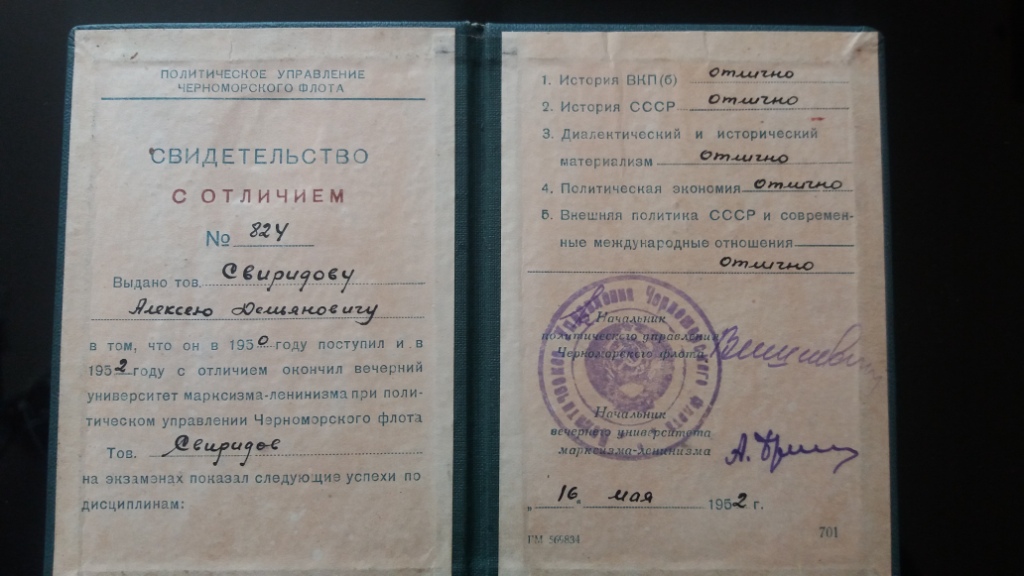 ПОЛИТИЧЕСКОЕ УПРАВЛЕНИЕ
ЧЕРНОМОРСКОГО ФЛОТА
СВИДЕТЕЛЬСТВО
С ОТЛИЧИЕМ
№ 824
Выдано тов. Свиридову
Алексею Демьяновичу
в том, что он в 1950 году поступил и в
1952 году с отличием окончил вечерний
университет марксизма-ленинизма при поли-
тическом управлении Черноморского флота
Тов. Свиридов
на экзаменах показал следующие успехи по
дисциплинам:
1. История ВКП(б) отлично
2. История СССР отлично
3. Диалектический и исторический
материализм отлично
4. Политическая экономия отлично
5. Внешняя политика СССР и современ-
ные международные отношения
отлично
Начальник
политического управления
Черноморского флота
Начальник
вечернего университета
марксизма-ленинизма
„16" мая 1952 г.
ГМ 566834
701